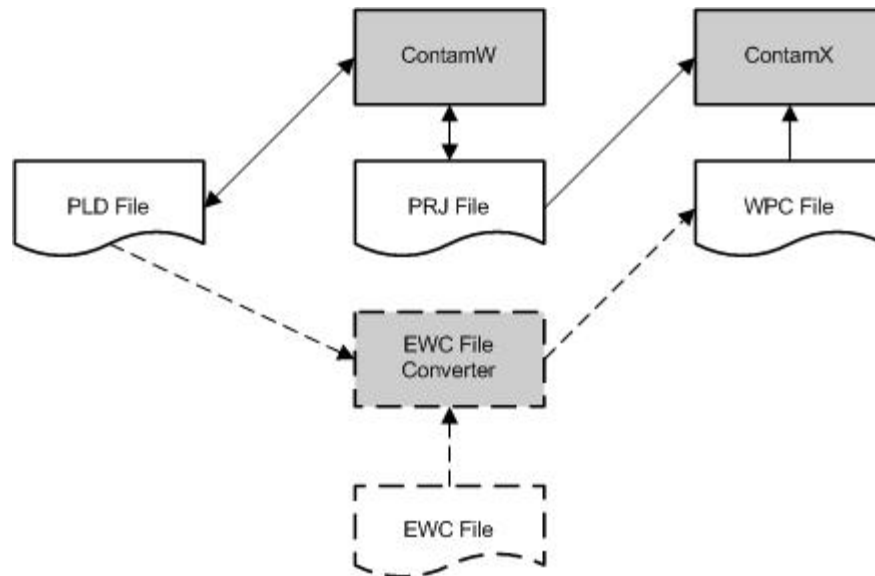 ContamW
ContamX
PLD File
PRJ File
WPC File
EWC File
Converter
EWC File